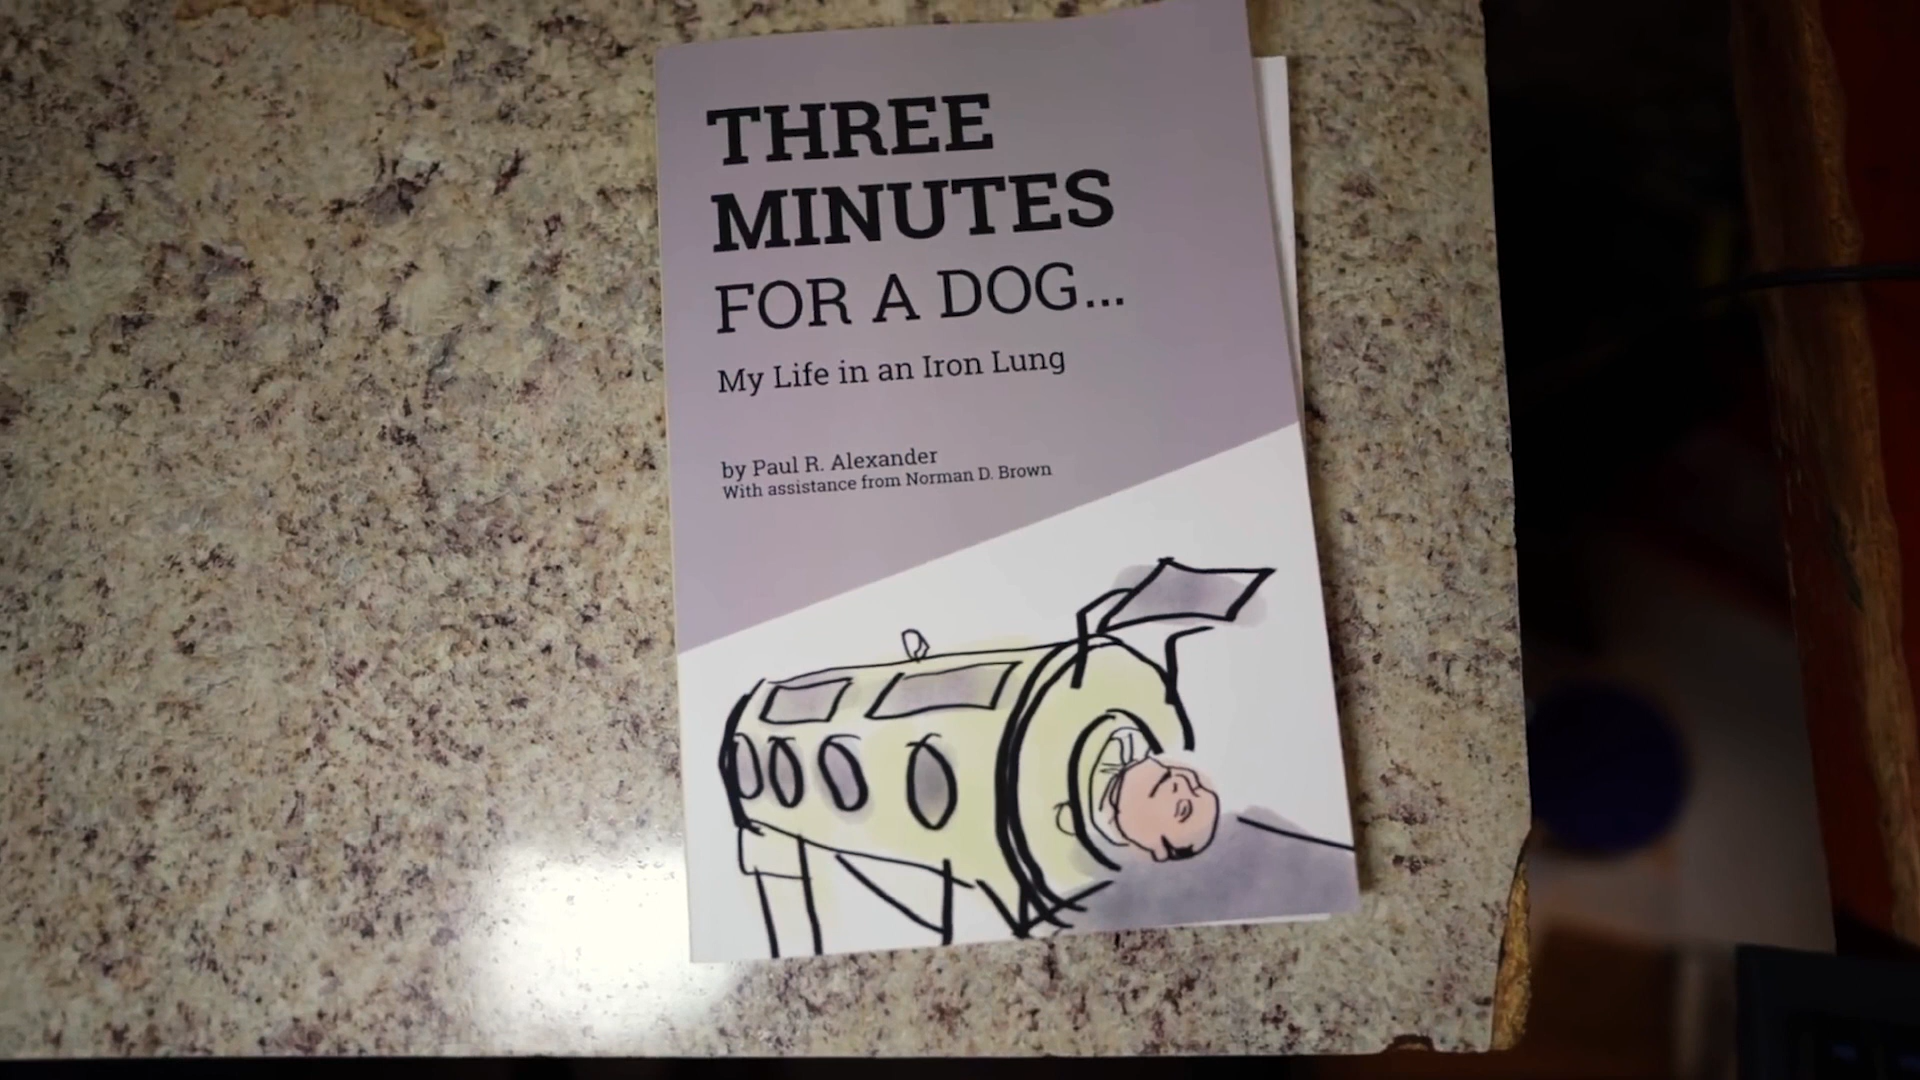 THREE
MINUTES
FOR A DOG...
My Life in an Iron Lung
by Paul R. Alexander
With assistance from Norman D. Brown